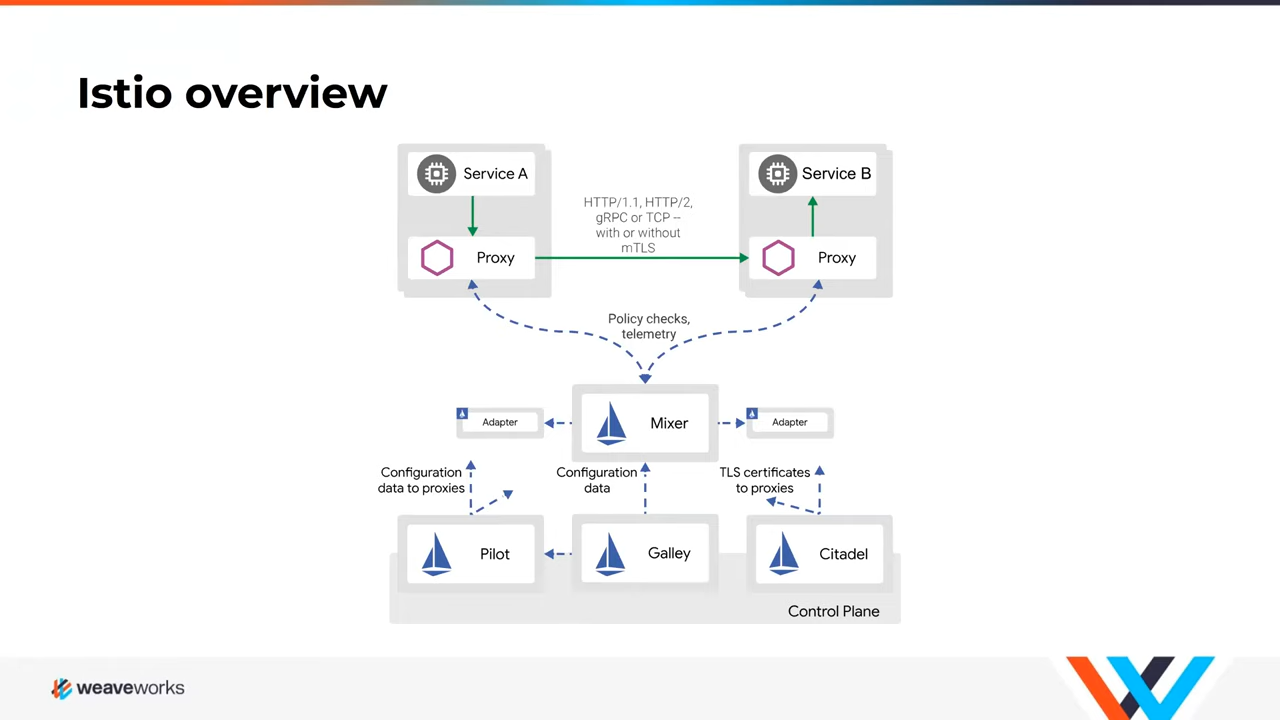 Istio overview
Service A
Service B
HTTP/1.1, HTTP/2,
gRPC or TCP --
with or without
mTLS
Proxy
Proxy
Policy checks,
telemetry
Adapter
Mixer
Adapter
Configuration
data to proxies
Configuration
data
TLS certificates
to proxies
Pilot
Galley
Citadel
Control Plane
weaveworks